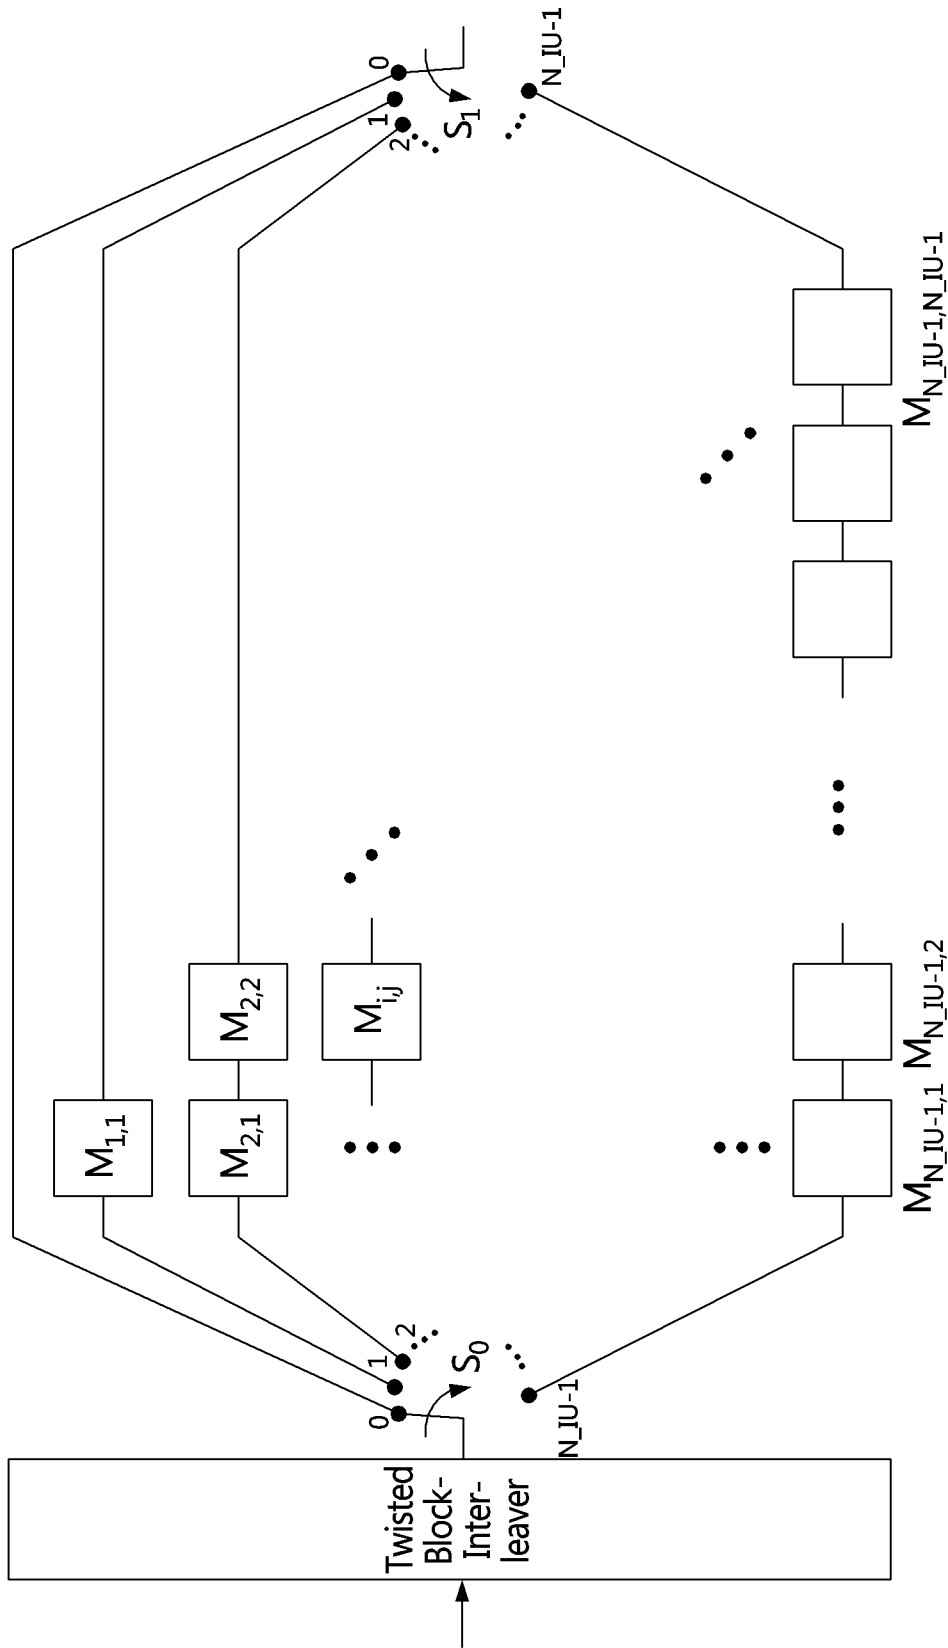 Twisted
Block-
Inter-
leaver
0
1
2
S0
N_IU-1
M1,1
M2,1
M2,2
Mi,j
MN_IU-1,1
MN_IU-1,2
MN_IU-1,N_IU-1
0
1
2
S1
N_IU-1